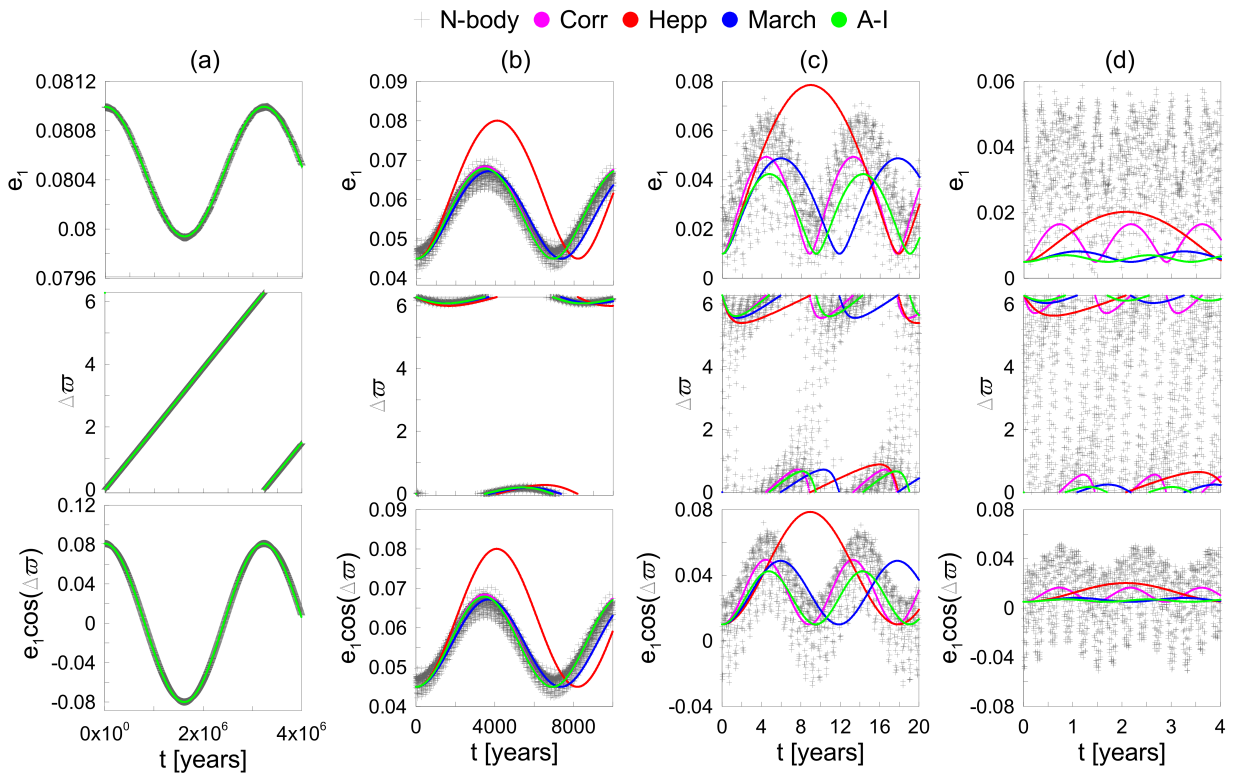 N-body Corr Hepp March A-I
(a) (b) (c) (d)
0.0812
0.0808
0.0804
0.08
0.0796
e1
0.09
0.08
0.07
0.06
0.05
0.04
e1
0.08
0.06
0.04
0.02
0
e1
0.06
0.04
0.02
0
e1
6
4
2
0
Δϖ
6
4
2
0
Δϖ
6
4
2
0
Δϖ
6
4
2
0
Δϖ
0.12
0.08
0.04
0
-0.04
-0.08
e1cos(Δϖ)
0x10⁰ 2x10⁶ 4x10⁶
t [years]
0.09
0.08
0.07
0.06
0.05
0.04
e1cos(Δϖ)
0 4000 8000
t [years]
0.08
0.04
0
-0.04
e1cos(Δϖ)
0 4 8 12 16 20
t [years]
0.08
0.04
0
-0.04
-0.08
e1cos(Δϖ)
0 1 2 3 4
t [years]